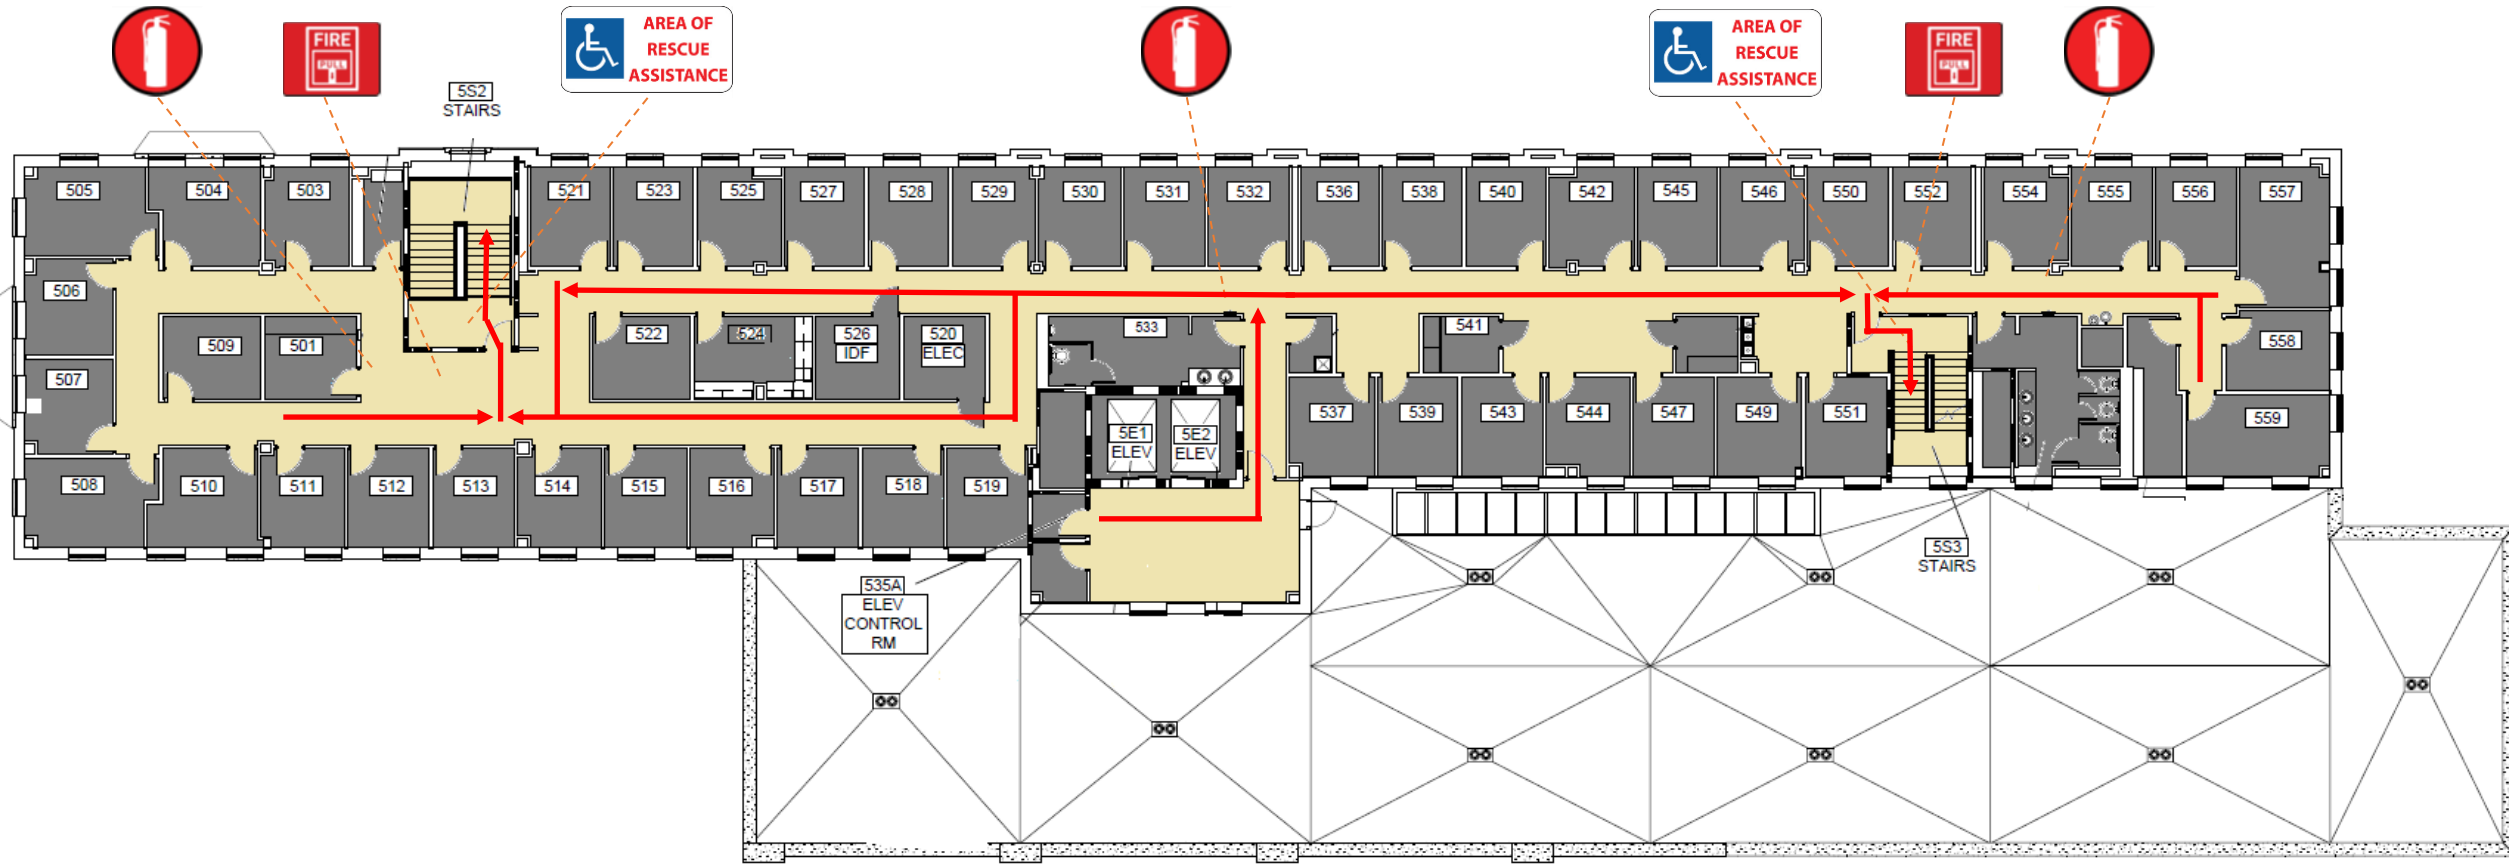 FIRE
PULL
AREA OF
RESCUE
ASSISTANCE
AREA OF
RESCUE
ASSISTANCE
FIRE
PULL
5S2
STAIRS
505
504
503
521
523
525
527
528
529
530
531
532
536
538
540
542
545
546
550
552
554
555
556
557
506
509
501
522
524
526
IDF
520
ELEC
533
541
558
507
537
539
543
544
547
549
551
559
5E1
ELEV
5E2
ELEV
508
510
511
512
513
514
515
516
517
518
519
5S3
STAIRS
535A
ELEV
CONTROL
RM